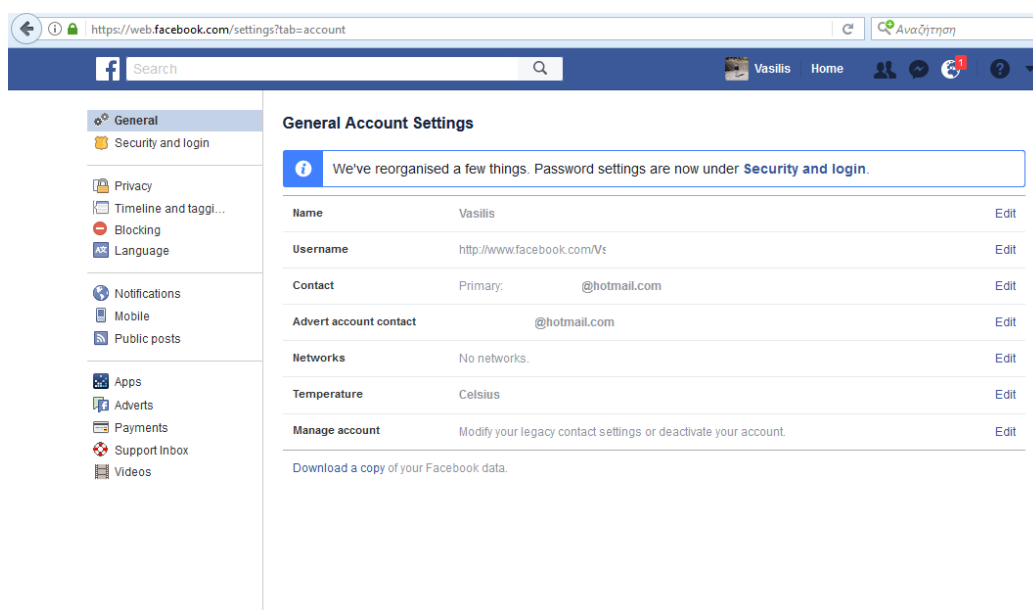 https://web.facebook.com/settings?tab=account
Αναζήτηση
Search
Vasilis
Home
1
General
Security and login
Privacy
Timeline and taggi...
Blocking
Language
Notifications
Mobile
Public posts
Apps
Adverts
Payments
Support Inbox
Videos
General Account Settings
We've reorganised a few things. Password settings are now under Security and login.
Name Vasilis Edit
Username http://www.facebook.com/Vs Edit
Contact Primary: @hotmail.com Edit
Advert account contact @hotmail.com Edit
Networks No networks. Edit
Temperature Celsius Edit
Manage account Modify your legacy contact settings or deactivate your account. Edit
Download a copy of your Facebook data.